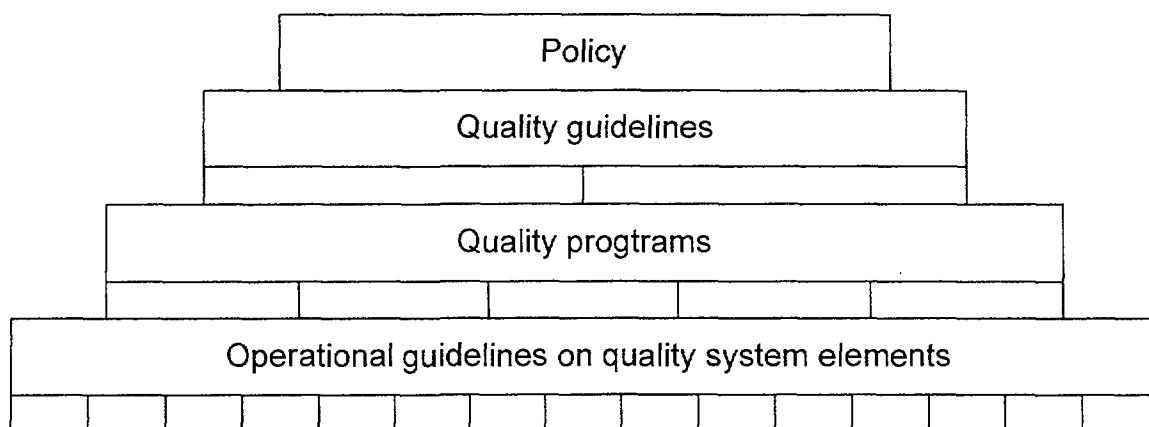 Policy
Quality guidelines
Quality progtrams
Operational guidelines on quality system elements